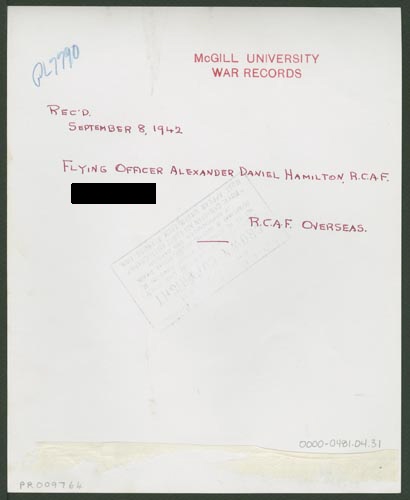 PL7790
McGILL UNIVERSITY
WAR RECORDS
REC'D.
SEPTEMBER 8, 1942
FLYING OFFICER ALEXANDER DANIEL HAMILTON, R.C.A.F.
R.C.A.F. OVERSEAS.
0000-0481.04.31
PR009766